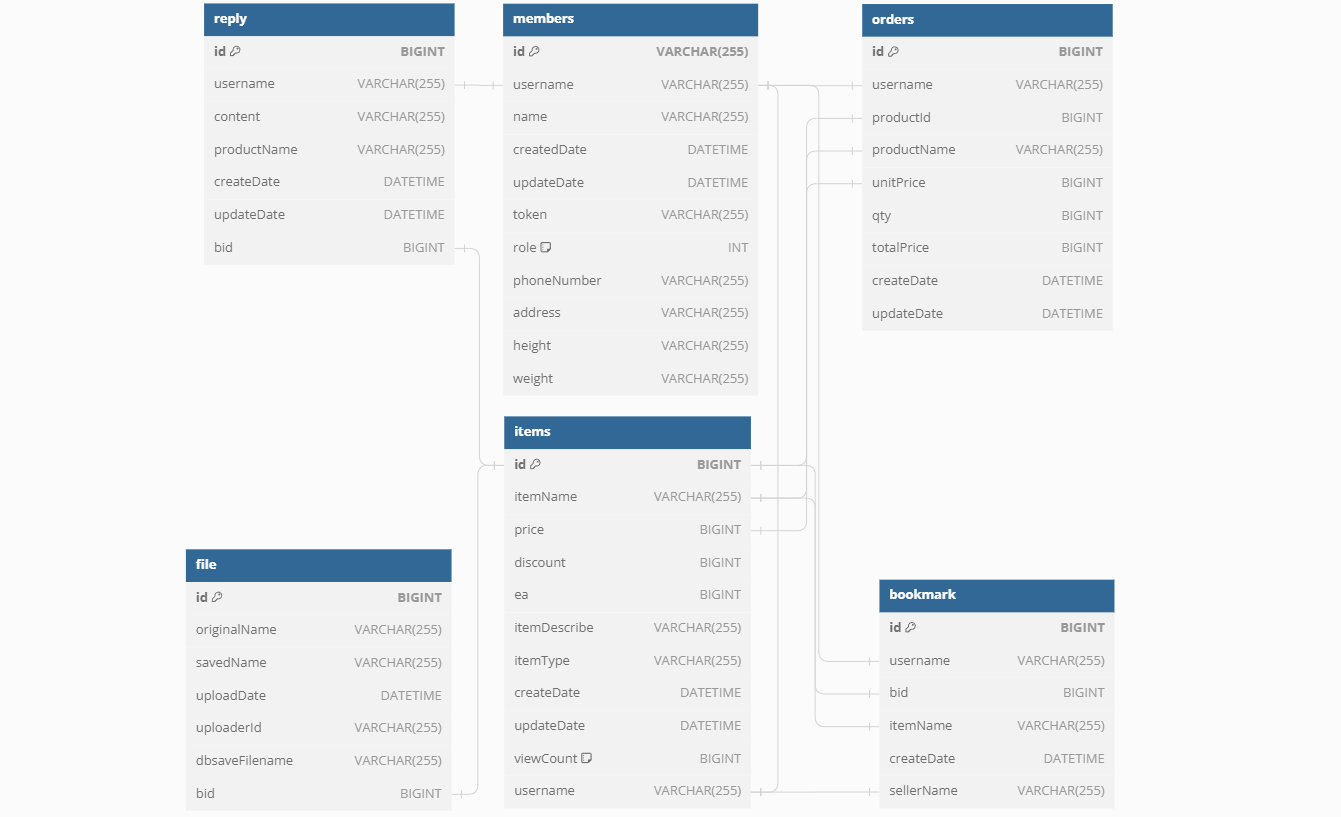 reply
id BIGINT
username VARCHAR(255)
content VARCHAR(255)
productName VARCHAR(255)
createDate DATETIME
updateDate DATETIME
bid BIGINT
members
id VARCHAR(255)
username VARCHAR(255)
name VARCHAR(255)
createdDate DATETIME
updateDate DATETIME
token VARCHAR(255)
role INT
phoneNumber VARCHAR(255)
address VARCHAR(255)
height VARCHAR(255)
weight VARCHAR(255)
orders
id BIGINT
username VARCHAR(255)
productId BIGINT
productName VARCHAR(255)
unitPrice BIGINT
qty BIGINT
totalPrice BIGINT
createDate DATETIME
updateDate DATETIME
items
id BIGINT
itemName VARCHAR(255)
price BIGINT
discount BIGINT
ea BIGINT
itemDescribe VARCHAR(255)
itemType VARCHAR(255)
createDate DATETIME
updateDate DATETIME
viewCount BIGINT
username VARCHAR(255)
file
id BIGINT
originalName VARCHAR(255)
savedName VARCHAR(255)
uploadDate DATETIME
uploaderId VARCHAR(255)
dbsaveFilename VARCHAR(255)
bid BIGINT
bookmark
id BIGINT
username VARCHAR(255)
bid BIGINT
itemName VARCHAR(255)
createDate DATETIME
sellerName VARCHAR(255)